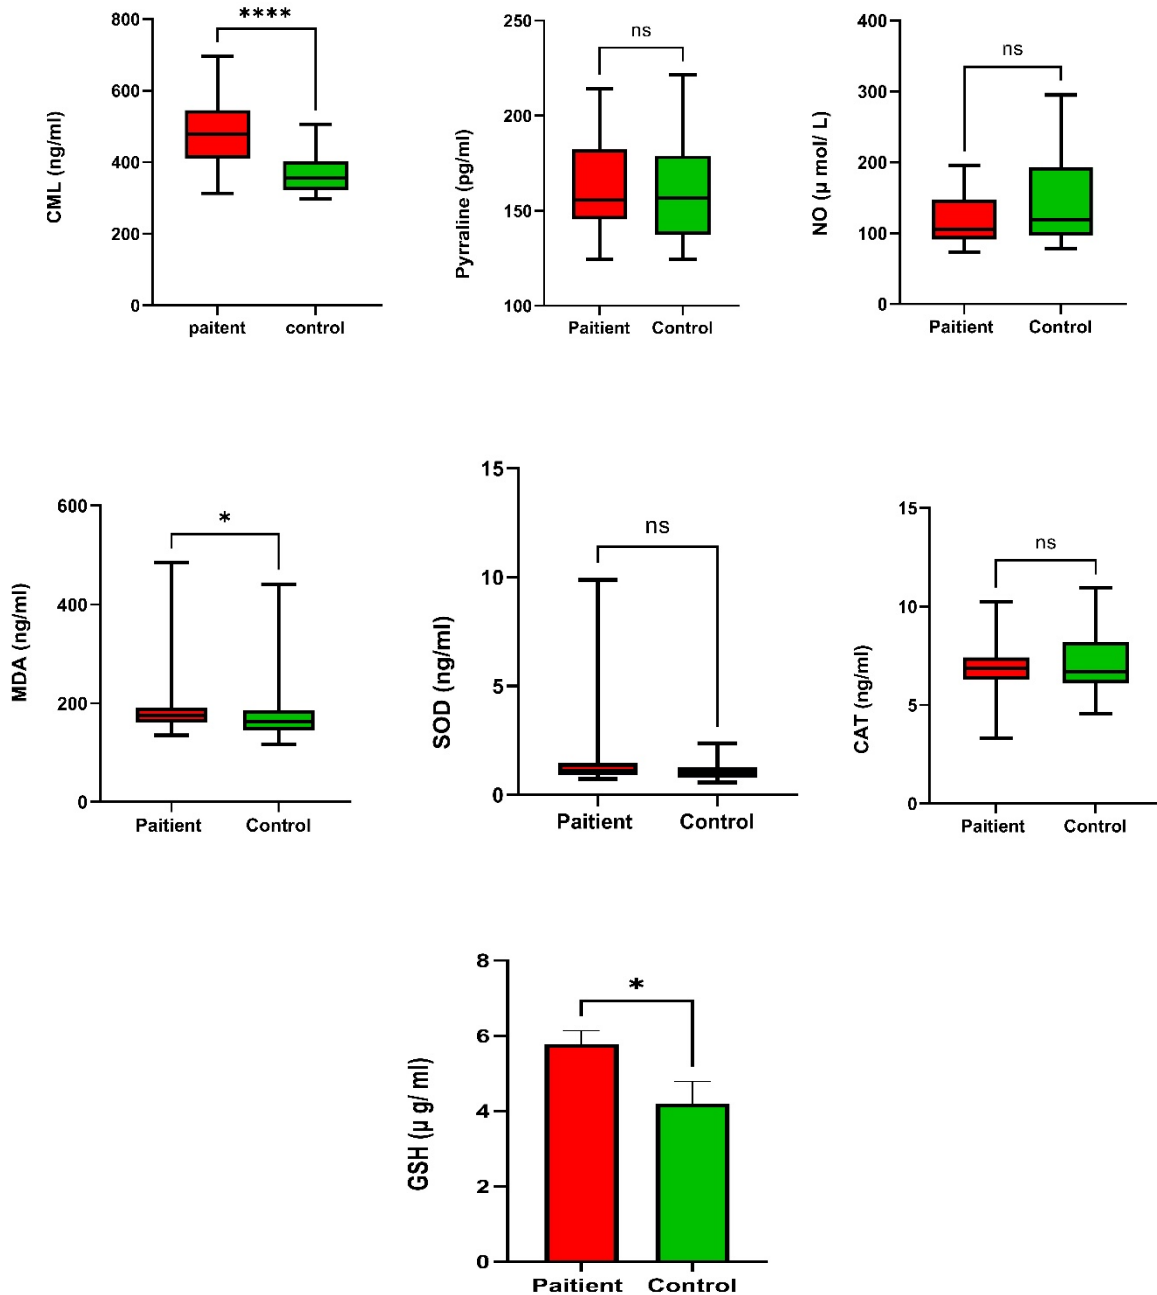 CML (ng/ml)
800
600
400
200
0
****
paitent
control
Pyrraline (pg/ml)
250
200
150
100
ns
Paitient
Control
NO (µ mol/ L)
400
300
200
100
0
ns
Paitient
Control
MDA (ng/ml)
600
400
200
0
*
Paitient
Control
SOD (ng/ml)
15
10
5
0
ns
Paitient
Control
CAT (ng/ml)
15
10
5
0
ns
Paitient
Control
GSH (µ g/ ml)
8
6
4
2
0
*
Paitient
Control